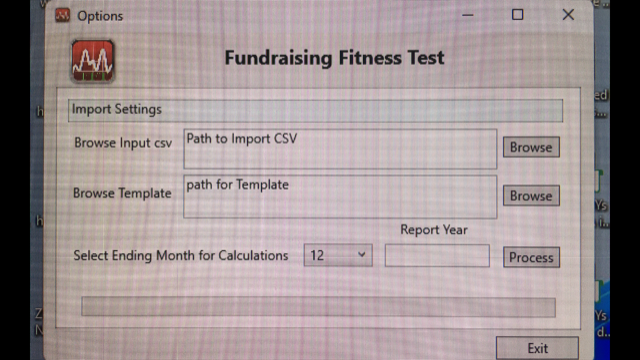 Options
Fundraising Fitness Test
Import Settings
Browse Input csv
Path to Import CSV
Browse
Browse Template
path for Template
Browse
Report Year
Select Ending Month for Calculations
12
Process
Exit